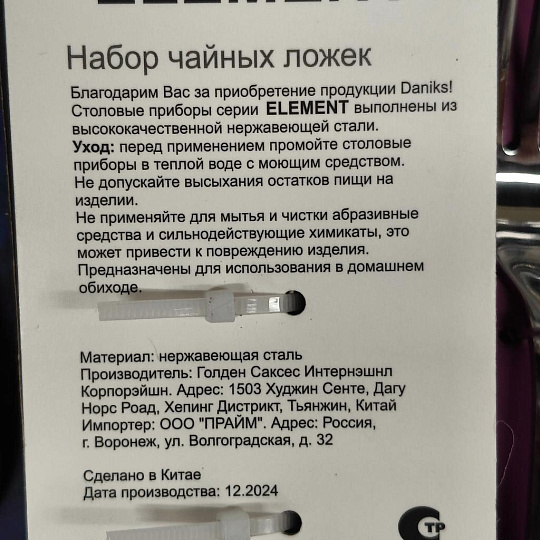 Набор чайных ложек
Благодарим Вас за приобретение продукции Daniks!
Столовые приборы серии ELEMENT выполнены из
высококачественной нержавеющей стали.
Уход: перед применением промойте столовые
приборы в теплой воде с моющим средством.
Не допускайте высыхания остатков пищи на
изделии.
Не применяйте для мытья и чистки абразивные
средства и сильнодействующие химикаты, это
может привести к повреждению изделия.
Предназначены для использования в домашнем
обиходе.
Материал: нержавеющая сталь
Производитель: Голден Саксес Интернэшнл
Корпорэйшн. Адрес: 1503 Худжин Сенте, Дагу
Норс Роад, Хепинг Дистрикт, Тьянжин, Китай
Импортер: ООО "ПРАЙМ". Адрес: Россия,
г. Воронеж, ул. Волгоградская, д. 32
Сделано в Китае
Дата производства: 12.2024
СТР